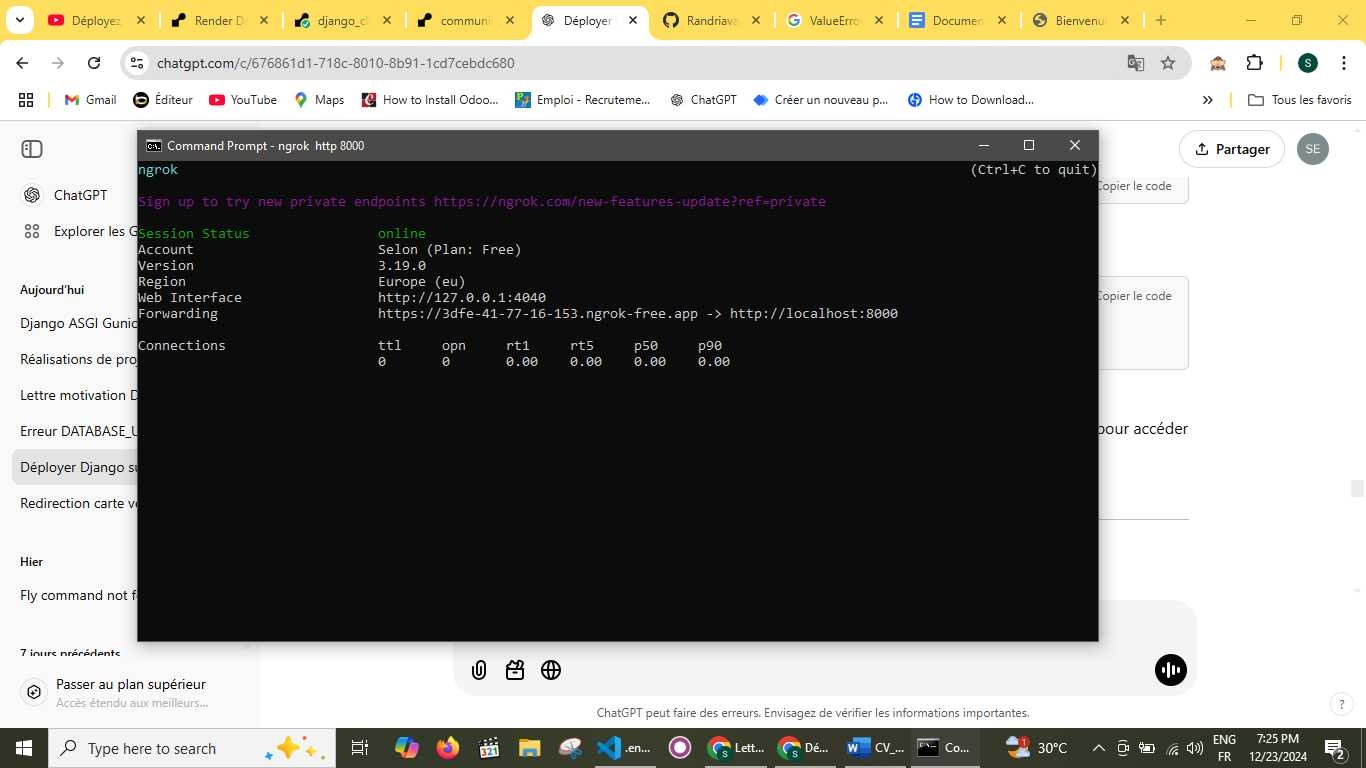 Déployez
Render D
django_cl
communi
Déployer
Randriava
ValueErro
Documen
Bienvenu
chatgpt.com/c/676861d1-718c-8010-8b91-1cd7cebdc680
S
Gmail
Éditeur
YouTube
Maps
How to Install Odoo...
Emploi - Recruteme...
ChatGPT
Créer un nouveau p...
How to Download...
Tous les favoris
Command Prompt - ngrok http 8000
ngrok (Ctrl+C to quit)
Sign up to try new private endpoints https://ngrok.com/new-features-update?ref=private
Session Status online
Account Selon (Plan: Free)
Version 3.19.0
Region Europe (eu)
Web Interface http://127.0.0.1:4040
Forwarding https://3dfe-41-77-16-153.ngrok-free.app -> http://localhost:8000
Connections ttl opn rt1 rt5 p50 p90
0 0 0.00 0.00 0.00 0.00
ChatGPT
Explorer les G
Aujourd'hui
Django ASGI Gunic
Réalisations de proj
Lettre motivation D
Erreur DATABASE_U
Déployer Django su
Redirection carte ve
Hier
Fly command not f
7 jours précédents
Passer au plan supérieur
Accès étendu aux meilleurs...
Partager
SE
Copier le code
Copier le code
pour accéder
ChatGPT peut faire des erreurs. Envisagez de vérifier les informations importantes.
?
Type here to search
321
.en...
Lett...
Dé...
CV_...
Co...
30°C
ENG
FR
7:25 PM
12/23/2024
2